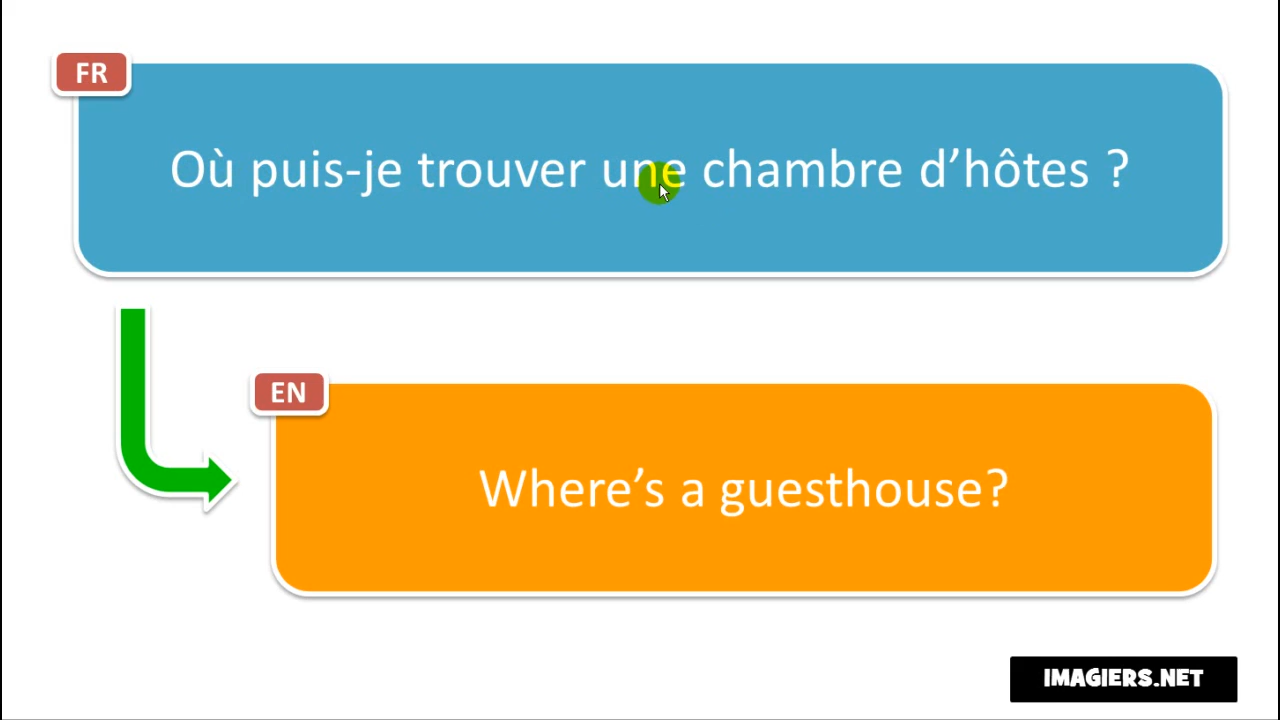 FR
Où puis-je trouver une chambre d’hôtes ?
EN
Where’s a guesthouse?
IMAGIERS.NET